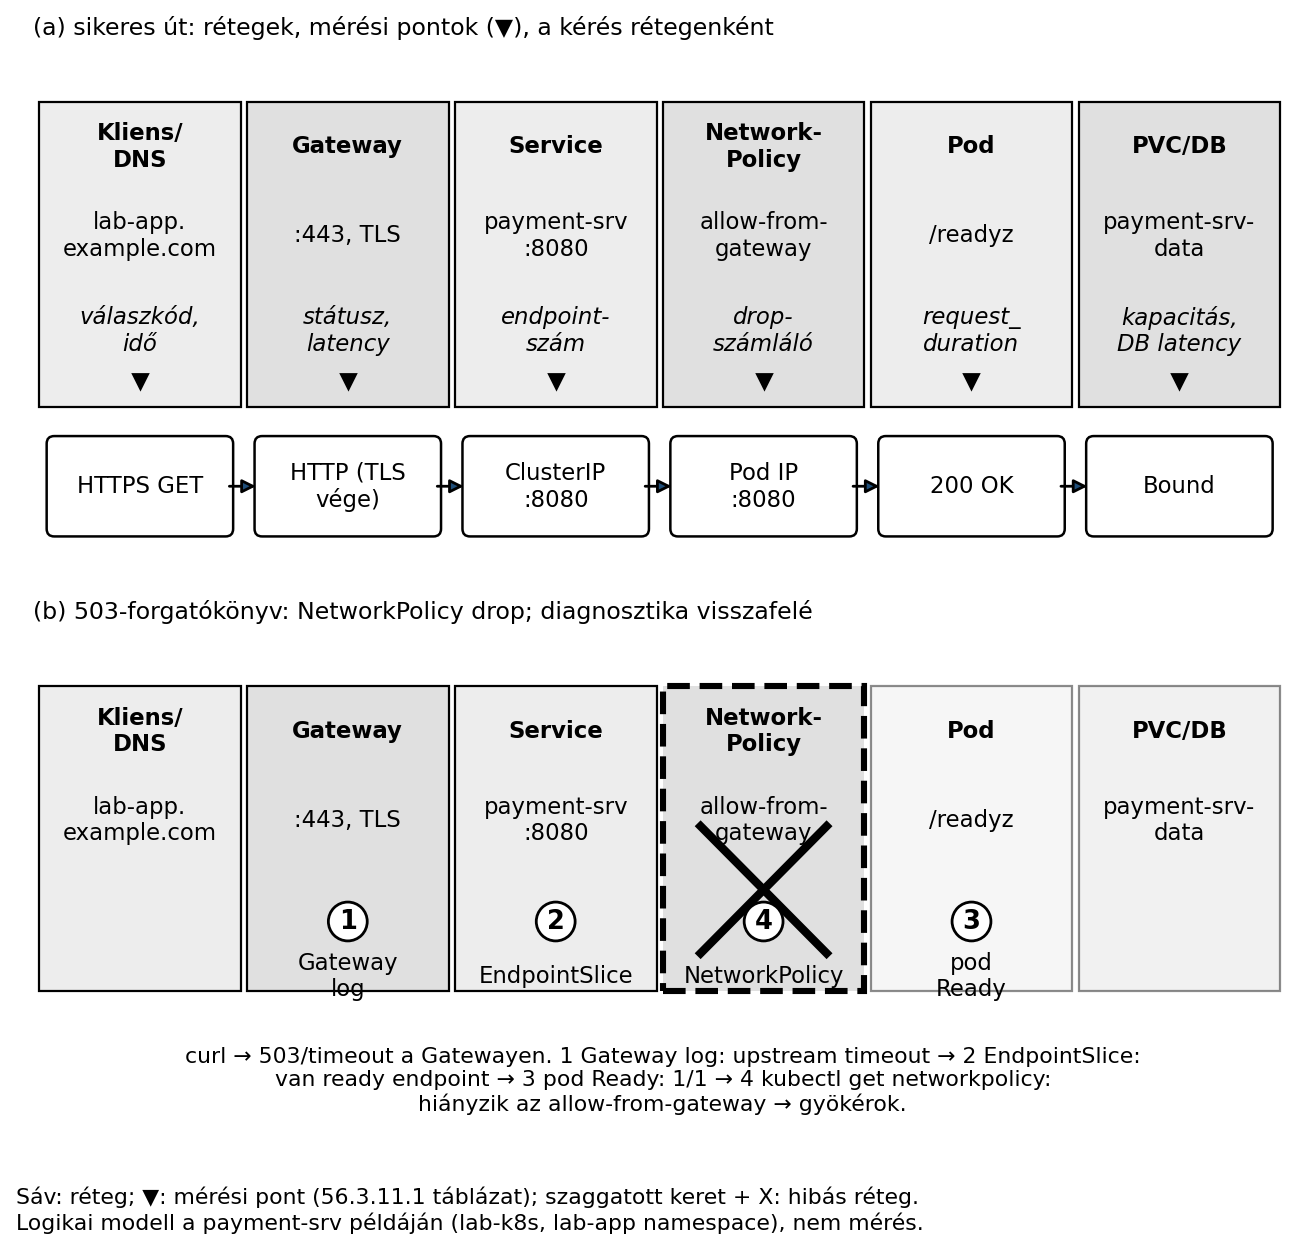 (a) sikeres út: rétegek, mérési pontok (▼), a kérés rétegenként
Kliens/
DNS
lab-app.
example.com
válaszkód,
idő
▼
Gateway
:443, TLS
státusz,
latency
▼
Service
payment-srv
:8080
endpoint-
szám
▼
Network-
Policy
allow-from-
gateway
drop-
számláló
▼
Pod
/readyz
request_
duration
▼
PVC/DB
payment-srv-
data
kapacitás,
DB latency
▼
HTTPS GET
HTTP (TLS
vége)
ClusterIP
:8080
Pod IP
:8080
200 OK
Bound
(b) 503-forgatókönyv: NetworkPolicy drop; diagnosztika visszafelé
Kliens/
DNS
lab-app.
example.com
Gateway
:443, TLS
1
Gateway
log
Service
payment-srv
:8080
2
EndpointSlice
Network-
Policy
allow-from-
gateway
4
NetworkPolicy
Pod
/readyz
3
pod
Ready
PVC/DB
payment-srv-
data
curl → 503/timeout a Gatewayen. 1 Gateway log: upstream timeout → 2 EndpointSlice:
van ready endpoint → 3 pod Ready: 1/1 → 4 kubectl get networkpolicy:
hiányzik az allow-from-gateway → gyökérok.
Sáv: réteg; ▼: mérési pont (56.3.11.1 táblázat); szaggatott keret + X: hibás réteg.
Logikai modell a payment-srv példáján (lab-k8s, lab-app namespace), nem mérés.